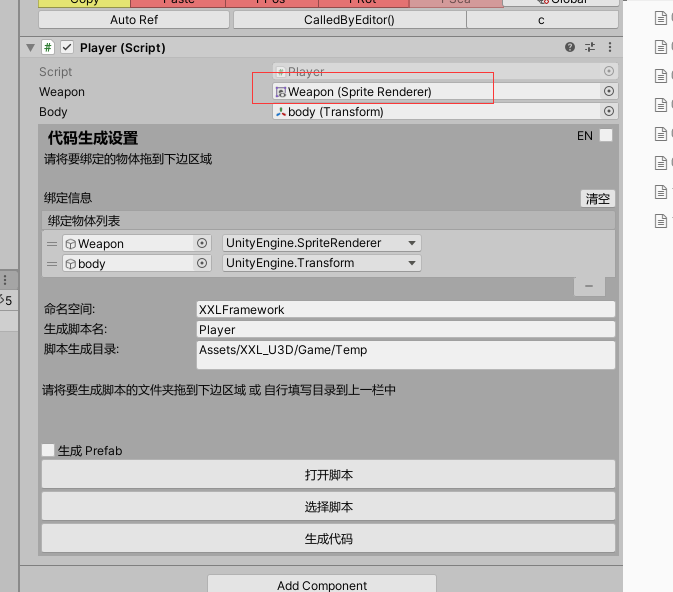 Copy Paste
Global
Auto Ref CalledByEditor() c
Player (Script)
Script Player
Weapon Weapon (Sprite Renderer)
Body body (Transform)
代码生成设置 EN
请将要绑定的物体拖到下边区域
绑定信息 清空
绑定物体列表
Weapon UnityEngine.SpriteRenderer
body UnityEngine.Transform
5
命名空间: XXLFramework
生成脚本名: Player
脚本生成目录: Assets/XXL_U3D/Game/Temp
请将要生成脚本的文件夹拖到下边区域 或 自行填写目录到上一栏中
生成 Prefab
打开脚本
选择脚本
生成代码
Add Component